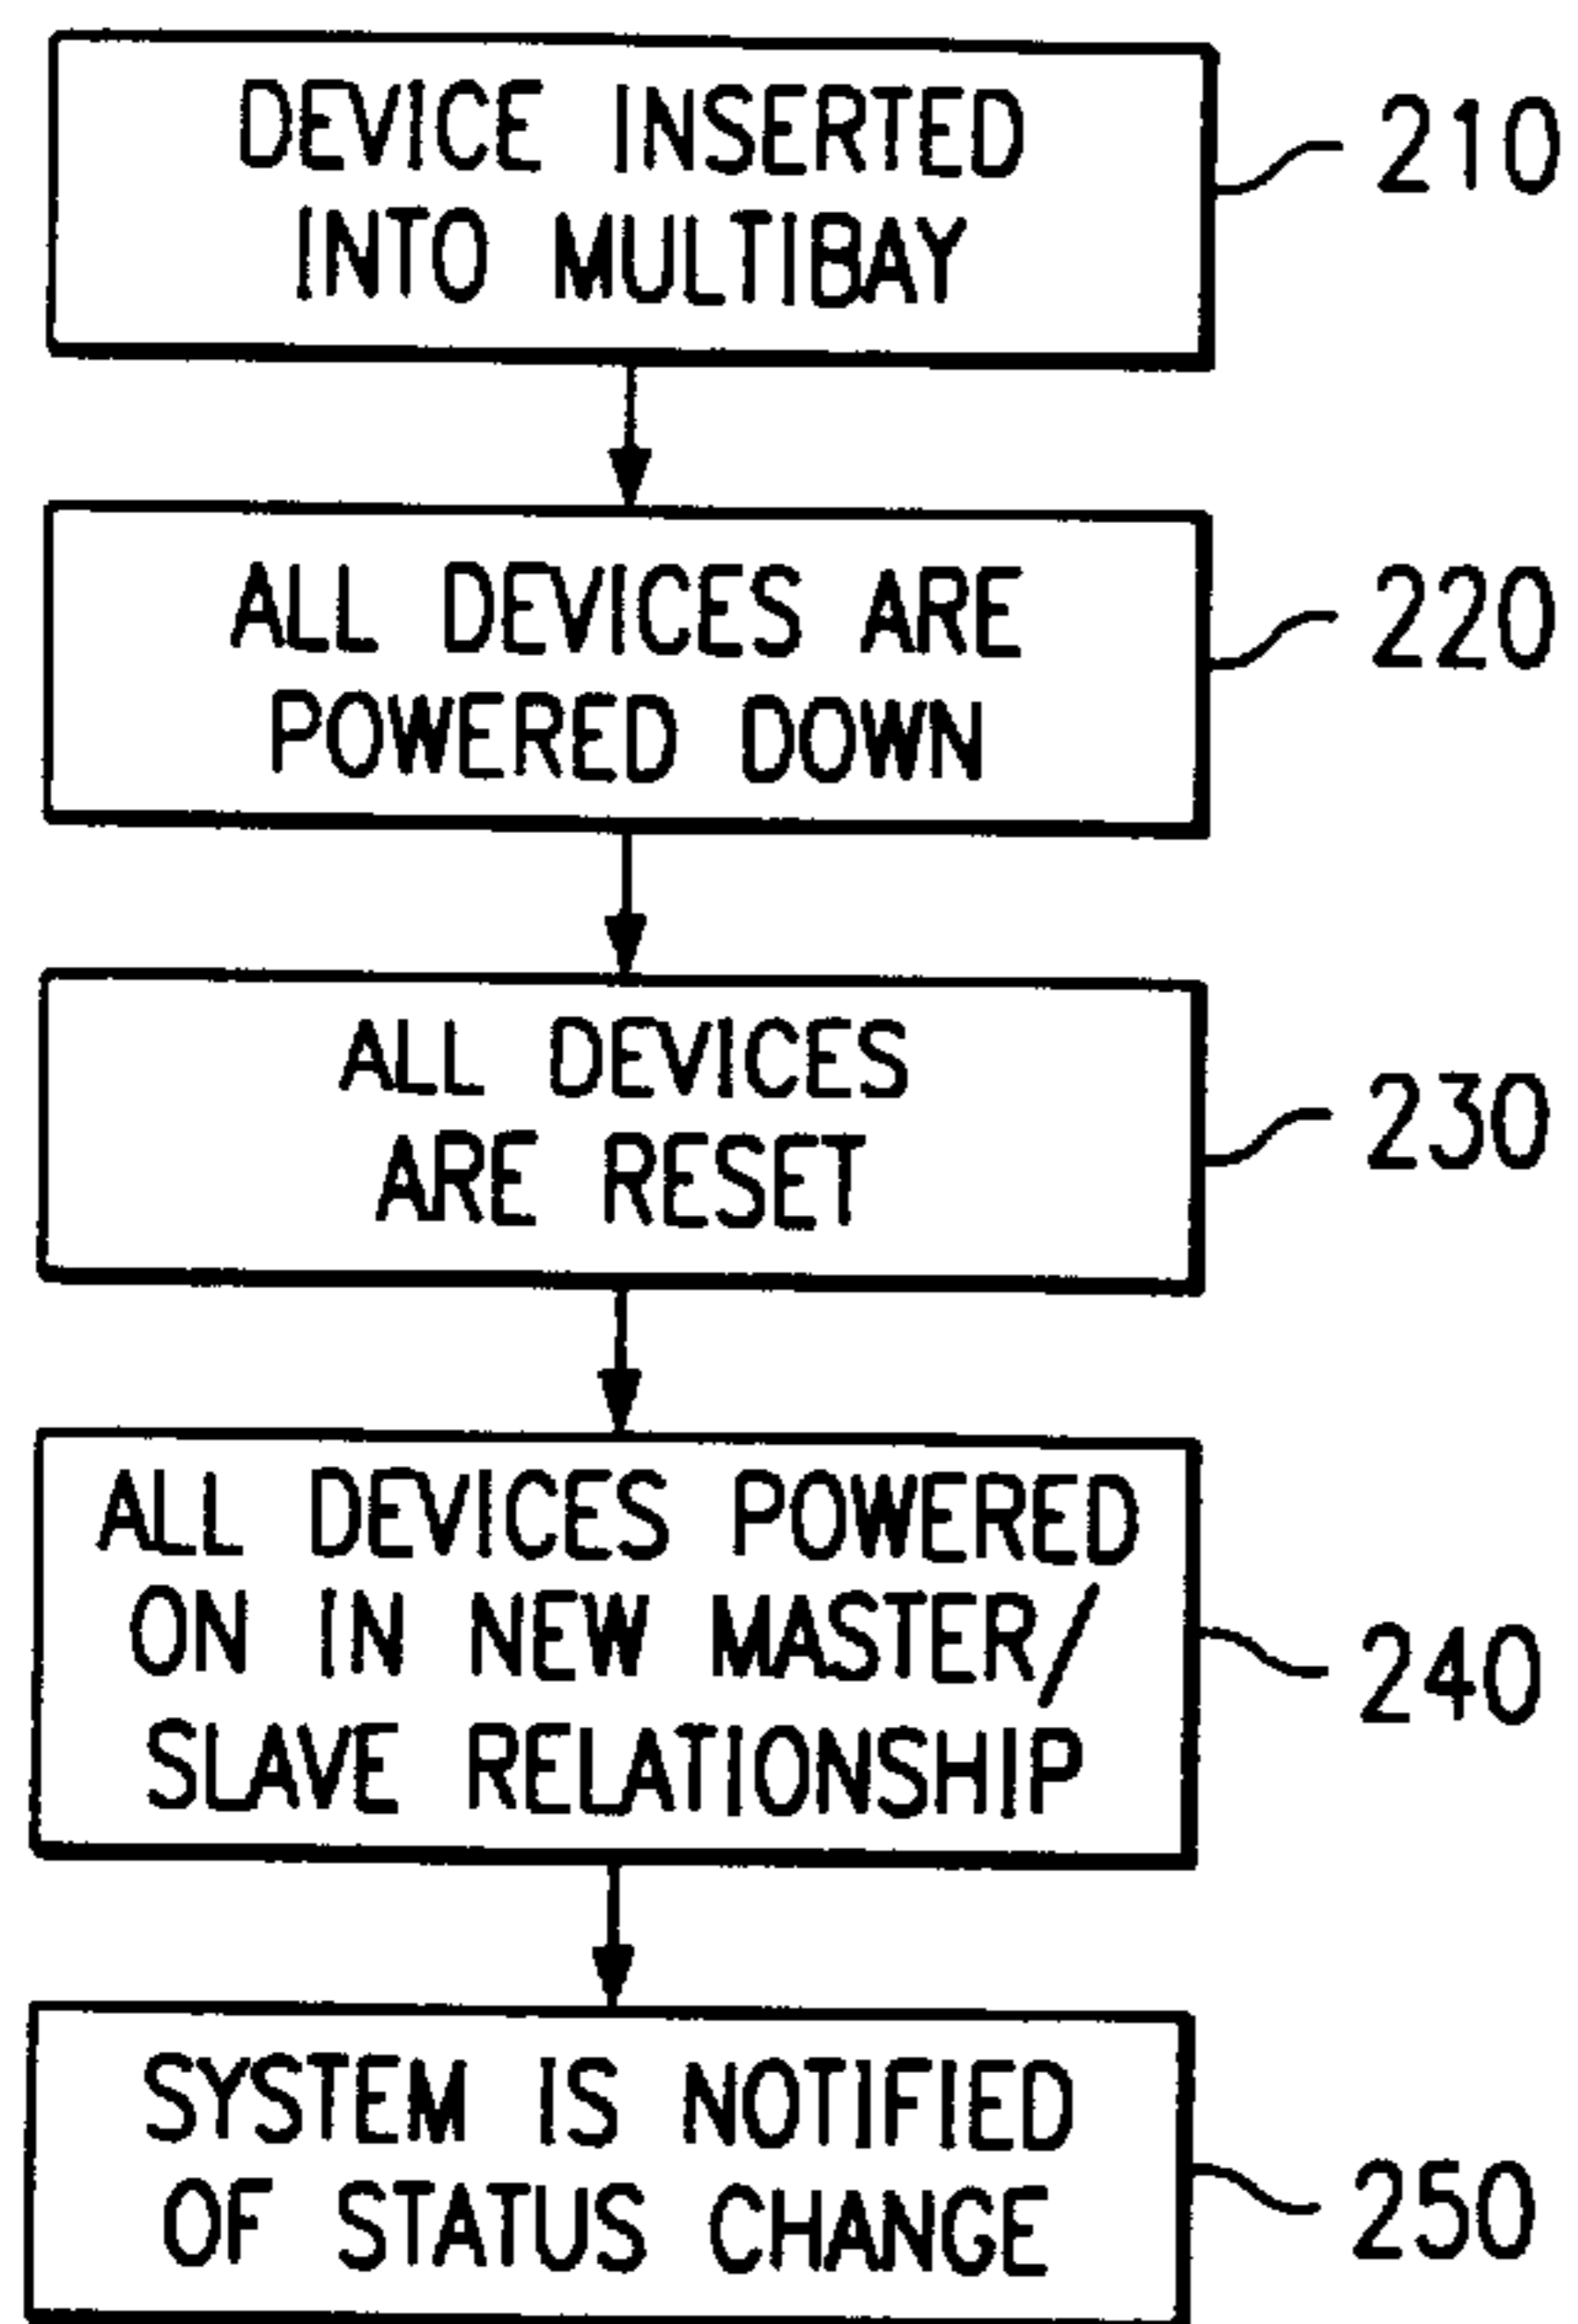 DEVICE INSERTED
INTO MULTIBAY
210
ALL DEVICES ARE
POWERED DOWN
220
ALL DEVICES
ARE RESET
230
ALL DEVICES POWERED
ON IN NEW MASTER/
SLAVE RELATIONSHIP
240
SYSTEM IS NOTIFIED
OF STATUS CHANGE
250